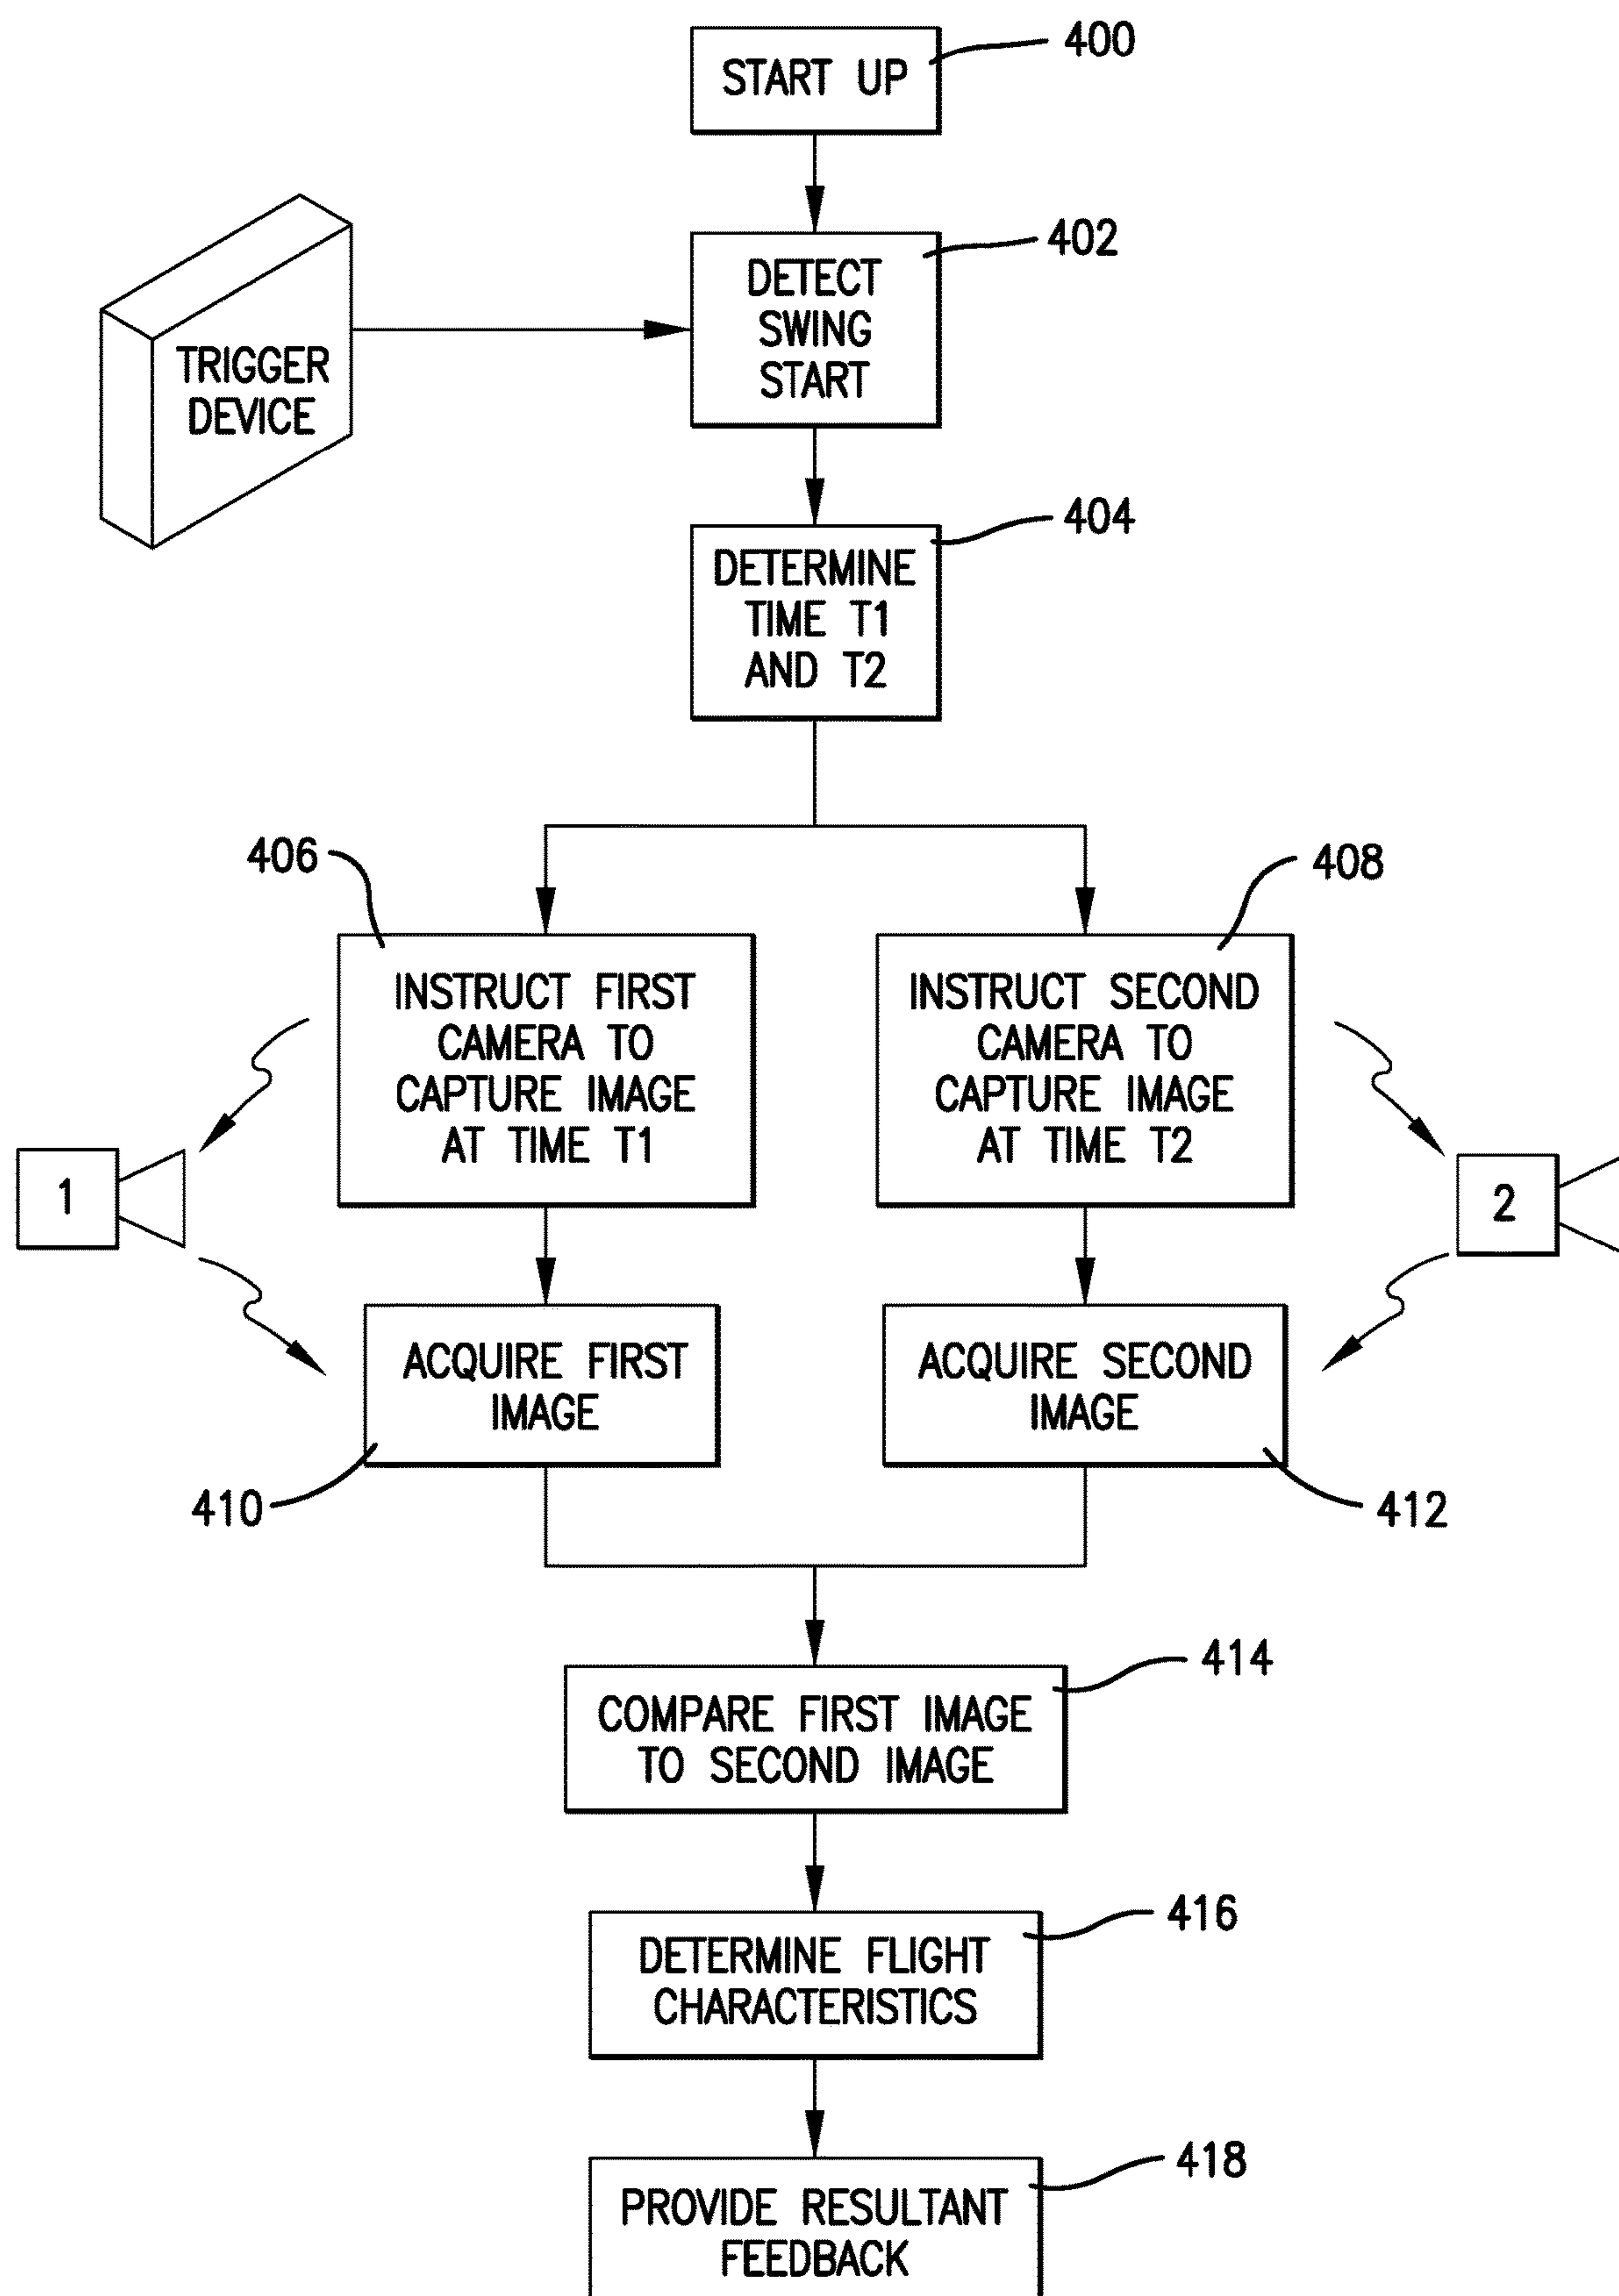 400
START UP
402
DETECT
SWING
START
TRIGGER
DEVICE
404
DETERMINE
TIME T1
AND T2
406
408
INSTRUCT FIRST
CAMERA TO
CAPTURE IMAGE
AT TIME T1
INSTRUCT SECOND
CAMERA TO
CAPTURE IMAGE
AT TIME T2
1
2
ACQUIRE FIRST
IMAGE
ACQUIRE SECOND
IMAGE
410
412
414
COMPARE FIRST IMAGE
TO SECOND IMAGE
416
DETERMINE FLIGHT
CHARACTERISTICS
418
PROVIDE RESULTANT
FEEDBACK